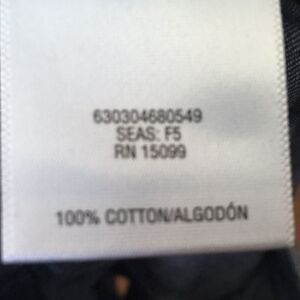 630304680549
SEAS: F5
RN 15099
100% COTTON/ALGODÓN